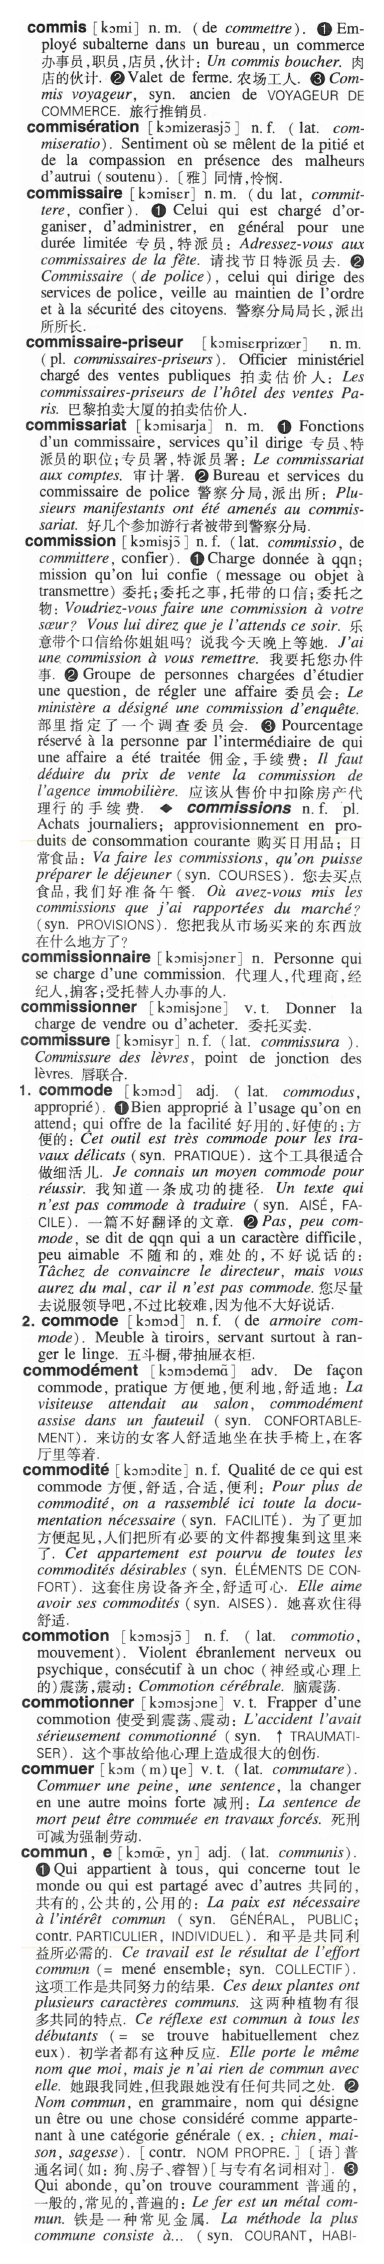 commis [kɔmi] n. m. (de commettre). ❶ Em-
ployé subalterne dans un bureau, un commerce
办事员,职员,店员,伙计: Un commis boucher. 肉
店的伙计. ❷ Valet de ferme. 农场工人. ❸ Com-
mis voyageur, syn. ancien de VOYAGEUR DE
COMMERCE. 旅行推销员.
commisération [kɔmizerasjɔ̃] n. f. (lat. com-
miseratio). Sentiment où se mêlent de la pitié et
de la compassion en présence des malheurs
d'autrui (soutenu). 〔雅〕同情,怜悯.
commissaire [kɔmisɛr] n. m. (du lat, commit-
tere, confier). ❶ Celui qui est chargé d'or-
ganiser, d'administrer, en général pour une
durée limitée 专员,特派员: Adressez-vous aux
commissaires de la fête. 请找节日特派员去. ❷
Commissaire (de police), celui qui dirige des
services de police, veille au maintien de l'ordre
et à la sécurité des citoyens. 警察分局局长,派出
所所长.
commissaire-priseur [kɔmisɛrprizœr] n. m.
(pl. commissaires-priseurs). Officier ministériel
chargé des ventes publiques 拍卖估价人: Les
commissaires-priseurs de l'hôtel des ventes Pa-
ris. 巴黎拍卖大厦的拍卖估价人.
commissariat [kɔmisarja] n. m. ❶ Fonctions
d'un commissaire, services qu'il dirige 专员、特
派员的职位;专员署,特派员署: Le commissariat
aux comptes. 审计署. ❷ Bureau et services du
commissaire de police 警察分局,派出所: Plu-
sieurs manifestants ont été amenés au commis-
sariat. 好几个参加游行者被带到警察分局.
commission [kɔmisjɔ̃] n. f. (lat. commissio, de
committere, confier). ❶ Charge donnée à qqn;
mission qu'on lui confie (message ou objet à
transmettre) 委托;委托之事,托带的口信;委托之
物: Voudriez-vous faire une commission à votre
sœur? Vous lui direz que je l'attends ce soir. 乐
意带个口信给你姐姐吗? 说我今天晚上等她. J'ai
une commission à vous remettre. 我要托您办件
事. ❷ Groupe de personnes chargées d'étudier
une question, de régler une affaire 委员会: Le
ministère a désigné une commission d'enquête.
部里指定了一个调查委员会. ❸ Pourcentage
réservé à la personne par l'intermédiaire de qui
une affaire a été traitée 佣金,手续费: Il faut
déduire du prix de vente la commission de
l'agence immobilière. 应该从售价中扣除房产代
理行的手续费. ◆ commissions n. f. pl.
Achats journaliers; approvisionnement en pro-
duits de consommation courante 购买日用品; 日
常食品: Va faire les commissions, qu'on puisse
préparer le déjeuner (syn. COURSES). 您去买点
食品,我们好准备午餐. Où avez-vous mis les
commissions que j'ai rapportées du marché?
(syn. PROVISIONS). 您把我从市场买来的东西放
在什么地方了?
commissionnaire [kɔmisjɔnɛr] n. Personne qui
se charge d'une commission. 代理人,代理商,经
纪人,掮客;受托替人办事的人.
commissionner [kɔmisjɔne] v. t. Donner la
charge de vendre ou d'acheter. 委托买卖.
commissure [kɔmisyr] n. f. (lat. commissura ).
Commissure des lèvres, point de jonction des
lèvres. 唇联合.
1. commode [kɔmɔd] adj. ( lat. commodus,
approprié). ❶Bien approprié à l'usage qu'on en
attend; qui offre de la facilité 好用的,好使的;方
便的: Cet outil est très commode pour les tra-
vaux délicats (syn. PRATIQUE). 这个工具很适合
做细活儿. Je connais un moyen commode pour
réussir. 我知道一条成功的捷径. Un texte qui
n'est pas commode à traduire (syn. AISÉ, FA-
CILE). 一篇不好翻译的文章. ❷ Pas, peu com-
mode, se dit de qqn qui a un caractère difficile,
peu aimable 不随和的,难处的,不好说话的:
Tâchez de convaincre le directeur, mais vous
aurez du mal, car il n'est pas commode. 您尽量
去说服领导吧,不过比较难,因为他不大好说话.
2. commode [kɔmɔd] n. f. (de armoire com-
mode). Meuble à tiroirs, servant surtout à ran-
ger le linge. 五斗橱,带抽屉衣柜.
commodément [kɔmɔdemɑ̃] adv. De façon
commode, pratique 方便地,便利地,舒适地: La
visiteuse attendait au salon, commodément
assise dans un fauteuil ( syn. CONFORTABLE-
MENT). 来访的女客人舒适地坐在扶手椅上,在客
厅里等着.
commodité [kɔmɔdite] n. f. Qualité de ce qui est
commode 方便,舒适,合适,便利: Pour plus de
commodité, on a rassemblé ici toute la docu-
mentation nécessaire (syn. FACILITÉ). 为了更加
方便起见,人们把所有必要的文件都搜集到这里来
了. Cet appartement est pourvu de toutes les
commodités désirables (syn. ÉLÉMENTS DE CON-
FORT). 这套住房设备齐全,舒适可心. Elle aime
avoir ses commodités (syn. AISES). 她喜欢住得
舒适.
commotion [kɔmosjɔ̃] n. f. ( lat. commotio,
mouvement). Violent ébranlement nerveux ou
psychique, consécutif à un choc (神经或心理上
的)震荡,震动: Commotion cérébrale. 脑震荡.
commotionner [kɔmosjɔne] v. t. Frapper d'une
commotion 使受到震荡、震动: L'accident l'avait
sérieusement commotionné (syn. ↑ TRAUMATI-
SER). 这个事故给他心理上造成很大的创伤.
commuer [kɔm (m) ɥe] v. t. (lat. commutare).
Commuer une peine, une sentence, la changer
en une autre moins forte 减刑: La sentence de
mort peut être commuée en travaux forcés. 死刑
可减为强制劳动.
commun, e [kɔmœ̃, yn] adj. (lat. communis).
❶ Qui appartient à tous, qui concerne tout le
monde ou qui est partagé avec d'autres 共同的,
共有的,公共的,公用的: La paix est nécessaire
à l'intérêt commun ( syn. GÉNÉRAL, PUBLIC;
contr. PARTICULIER, INDIVIDUEL). 和平是共同利
益所必需的. Ce travail est le résultat de l'effort
commun (= mené ensemble; syn. COLLECTIF).
这项工作是共同努力的结果. Ces deux plantes ont
plusieurs caractères communs. 这两种植物有很
多共同的特点. Ce réflexe est commun à tous les
débutants (= se trouve habituellement chez
eux). 初学者都有这种反应. Elle porte le même
nom que moi, mais je n'ai rien de commun avec
elle. 她跟我同姓,但我跟她没有任何共同之处. ❷
Nom commun, en grammaire, nom qui désigne
un être ou une chose considéré comme apparte-
nant à une catégorie générale (ex. : chien, mai-
son, sagesse). [contr. NOM PROPRE.] [语]普
通名词(如: 狗、房子、睿智)[与专有名词相对]. ❸
Qui abonde, qu'on trouve couramment 普通的,
一般的,常见的,普遍的: Le fer est un métal com-
mun. 铁是一种常见金属. La méthode la plus
commune consiste à... ( syn. COURANT, HABI-